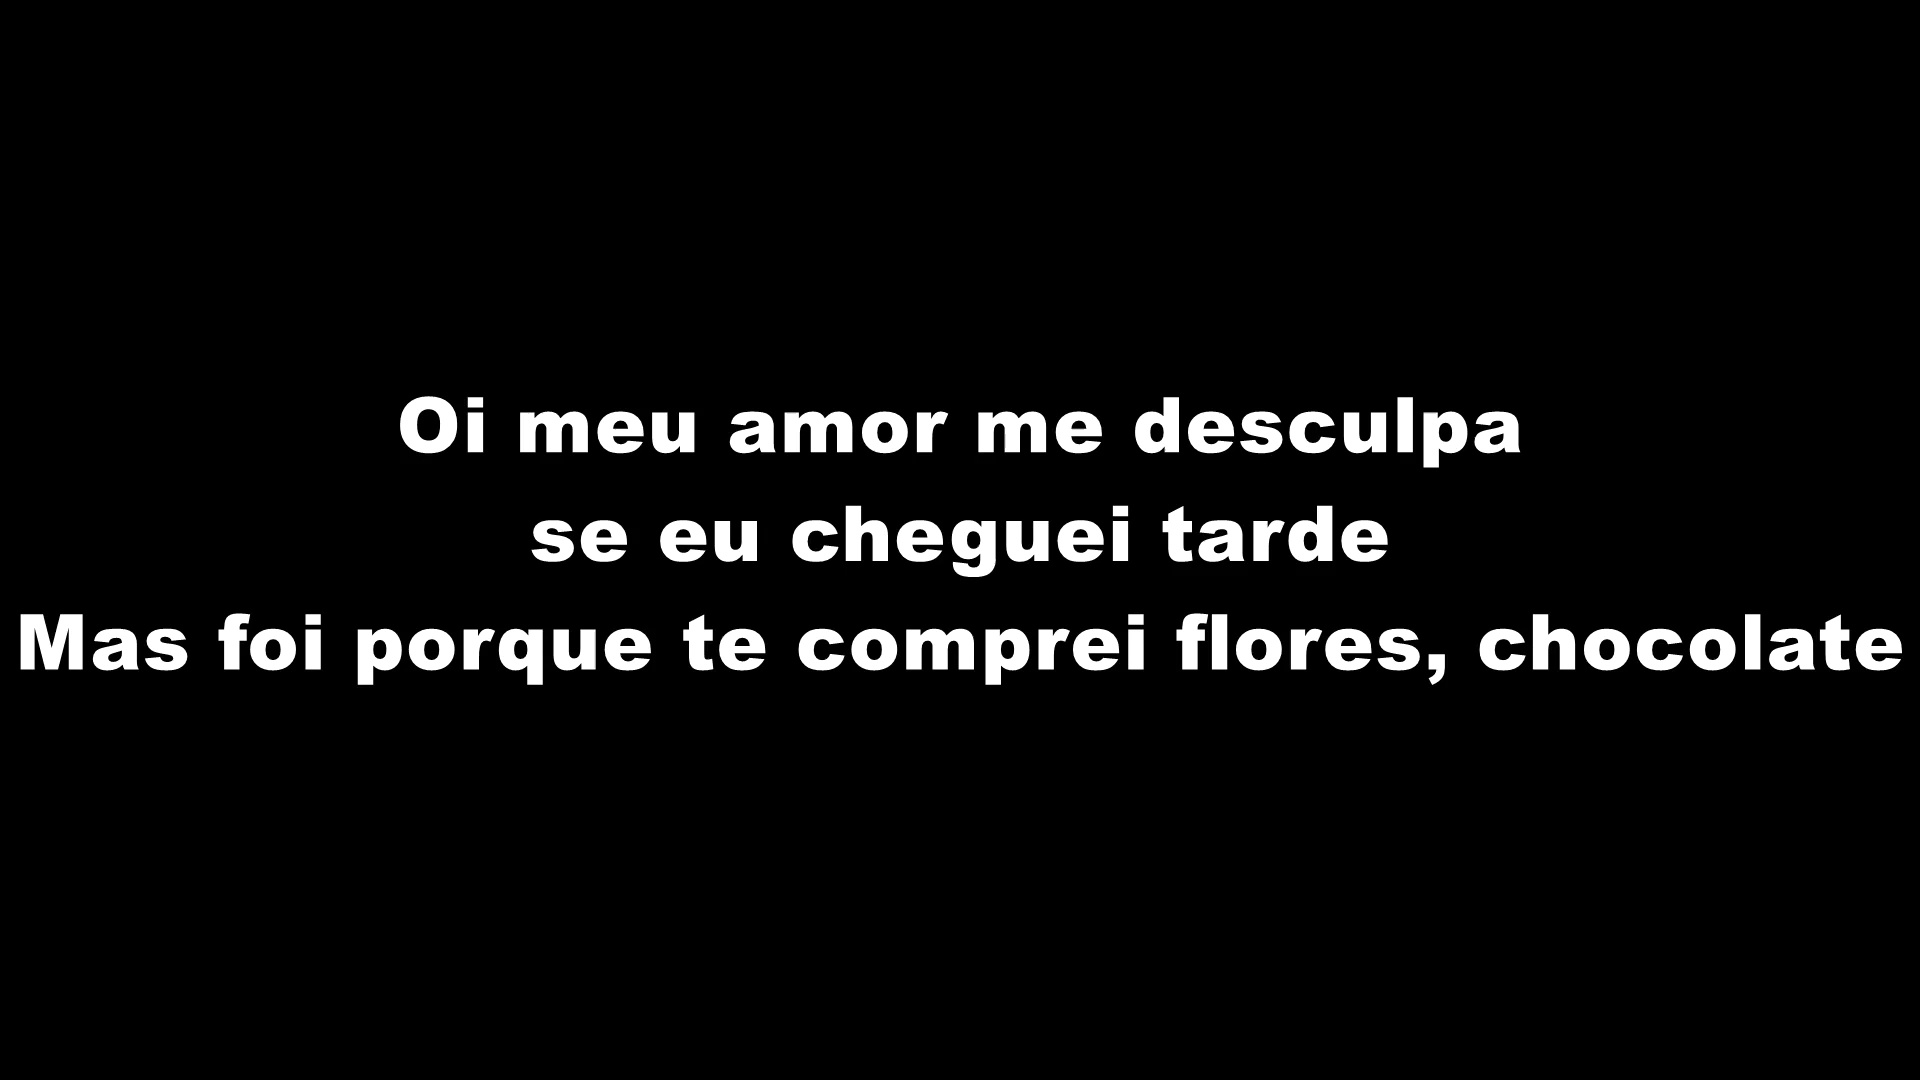 Oi meu amor me desculpa
se eu cheguei tarde
Mas foi porque te comprei flores, chocolate